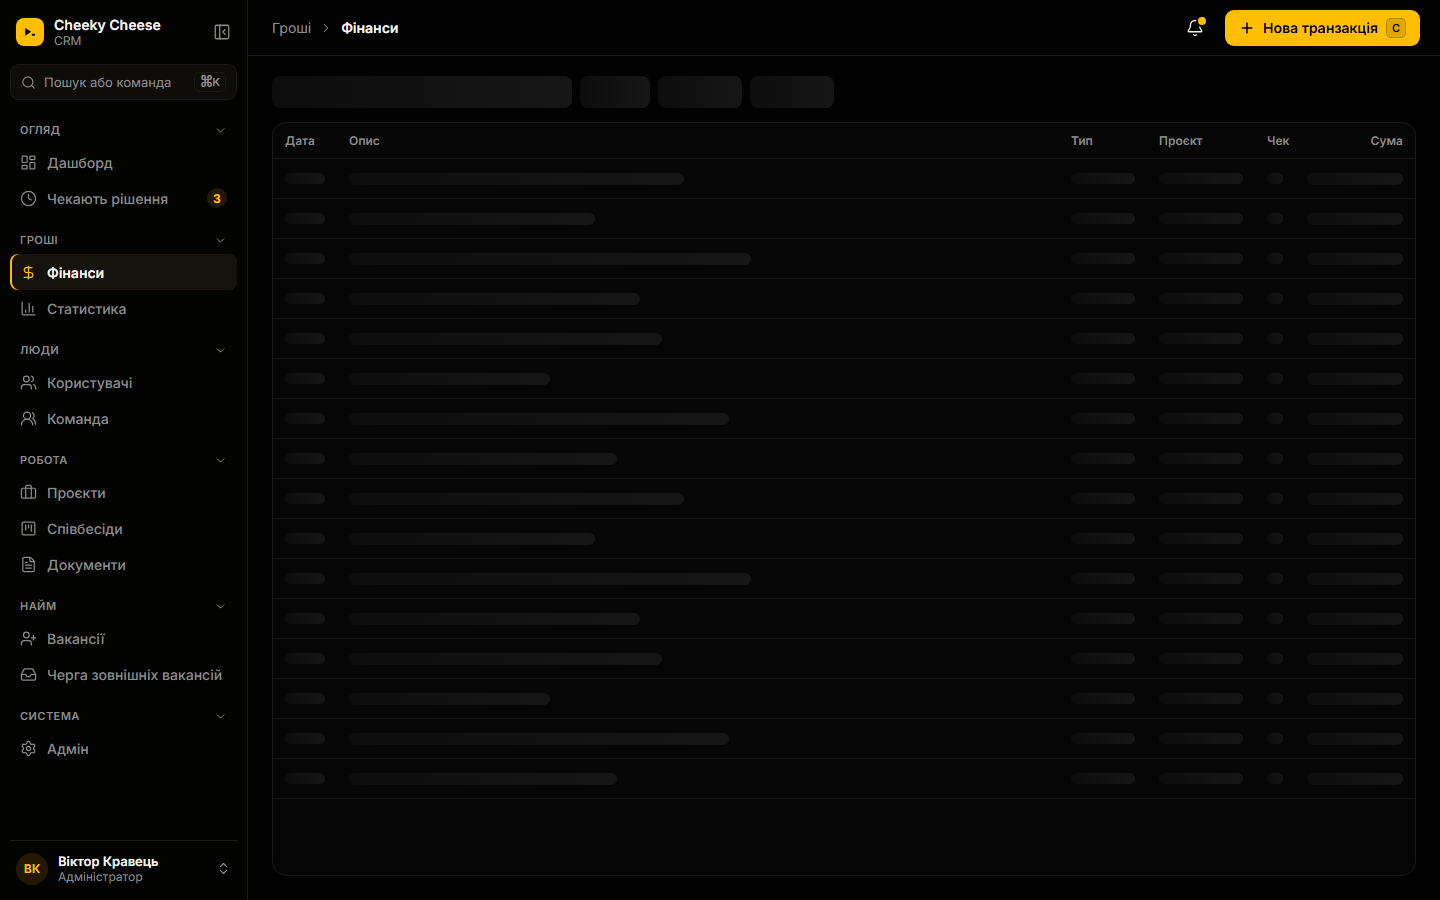 Cheeky Cheese
CRM
Пошук або команда
⌘K
ОГЛЯД
Дашборд
Чекають рішення
3
ГРОШІ
Фінанси
Статистика
ЛЮДИ
Користувачі
Команда
РОБОТА
Проєкти
Співбесіди
Документи
НАЙМ
Вакансії
Черга зовнішніх вакансій
СИСТЕМА
Адмін
ВК
Віктор Кравець
Адміністратор
Гроші
Фінанси
Нова транзакція
C
Дата Опис Тип Проєкт Чек Сума